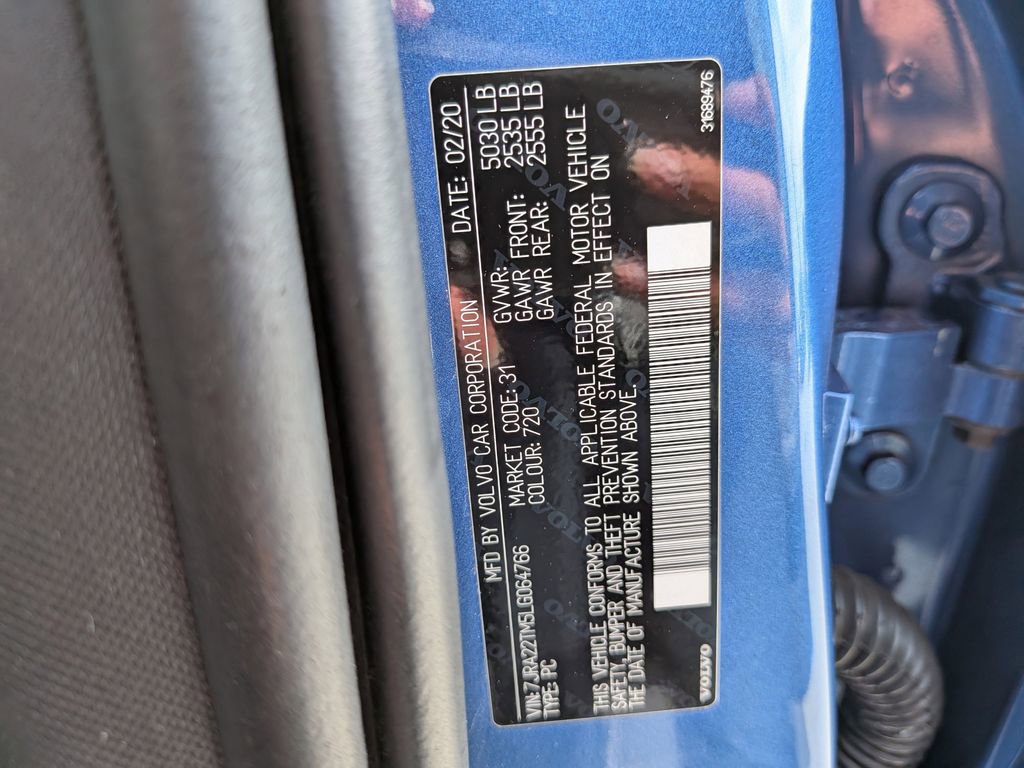 MFD BY VOLVO CAR CORPORATION DATE: 02/20
VIN: 7JRA22TM5LG064766 GVWR: 5030 LB
TYPE: PC MARKET CODE: 31 GAWR FRONT: 2535 LB
COLOUR: 720 GAWR REAR: 2555 LB
THIS VEHICLE CONFORMS TO ALL APPLICABLE FEDERAL MOTOR VEHICLE
SAFETY, BUMPER AND THEFT PREVENTION STANDARDS IN EFFECT ON
THE DATE OF MANUFACTURE SHOWN ABOVE.
VOLVO 31689476